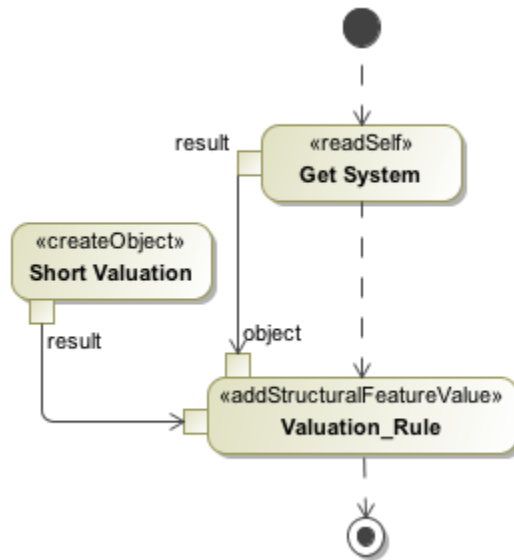 result
«readSelf»
Get System
«createObject»
Short Valuation
result
object
«addStructuralFeatureValue»
Valuation_Rule